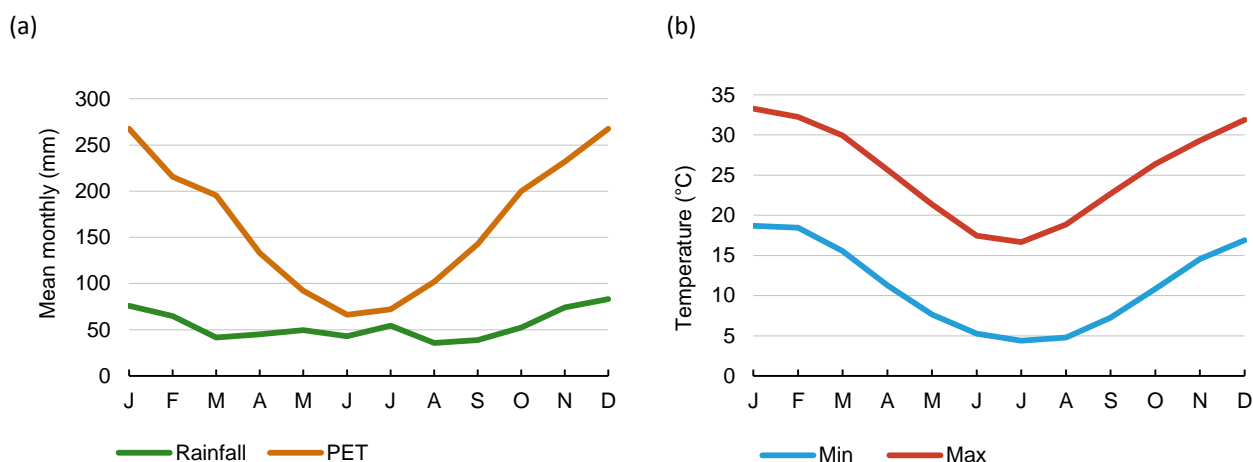 (a)
Mean monthly (mm)
300
250
200
150
100
50
0
J F M A M J J A S O N D
Rainfall PET
(b)
Temperature (°C)
35
30
25
20
15
10
5
0
J F M A M J J A S O N D
Min Max